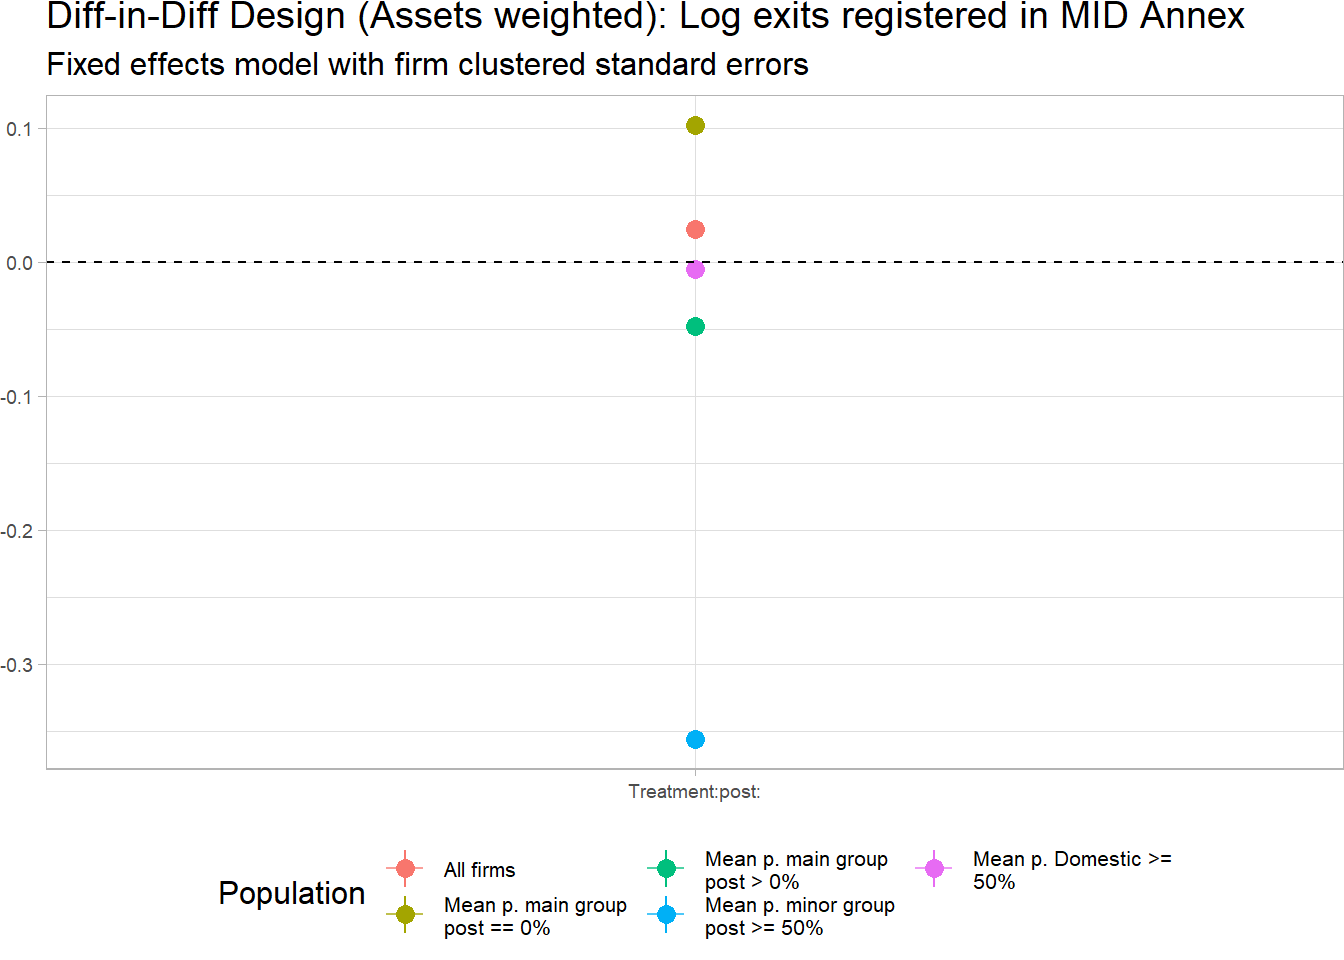 Diff-in-Diff Design (Assets weighted): Log exits registered in MID Annex
Fixed effects model with firm clustered standard errors
0.1
0.0
-0.1
-0.2
-0.3
Treatment:post:
Population
All firms
Mean p. main group
post == 0%
Mean p. main group
post > 0%
Mean p. minor group
post >= 50%
Mean p. Domestic >=
50%